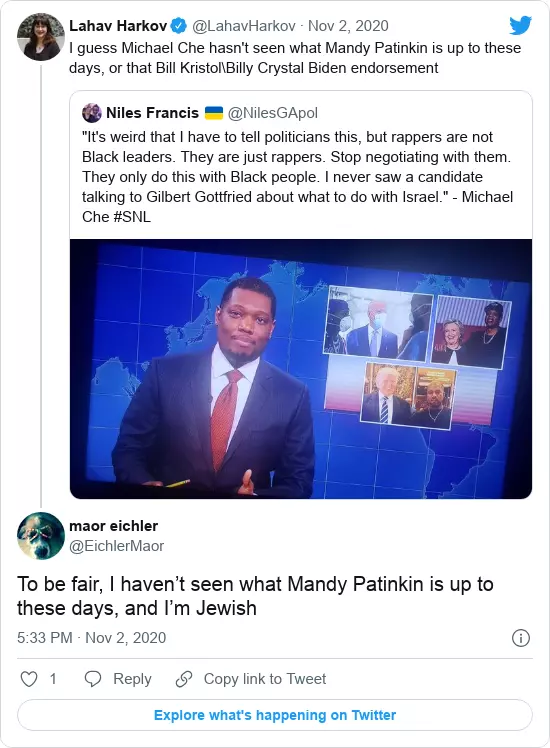 Lahav Harkov @LahavHarkov · Nov 2, 2020
I guess Michael Che hasn't seen what Mandy Patinkin is up to these
days, or that Bill Kristol\Billy Crystal Biden endorsement
Niles Francis 🇺🇦 @NilesGApol
"It's weird that I have to tell politicians this, but rappers are not
Black leaders. They are just rappers. Stop negotiating with them.
They only do this with Black people. I never saw a candidate
talking to Gilbert Gottfried about what to do with Israel." - Michael
Che #SNL
maor eichler
@EichlerMaor
To be fair, I haven’t seen what Mandy Patinkin is up to
these days, and I’m Jewish
5:33 PM · Nov 2, 2020
1 Reply Copy link to Tweet
Explore what's happening on Twitter